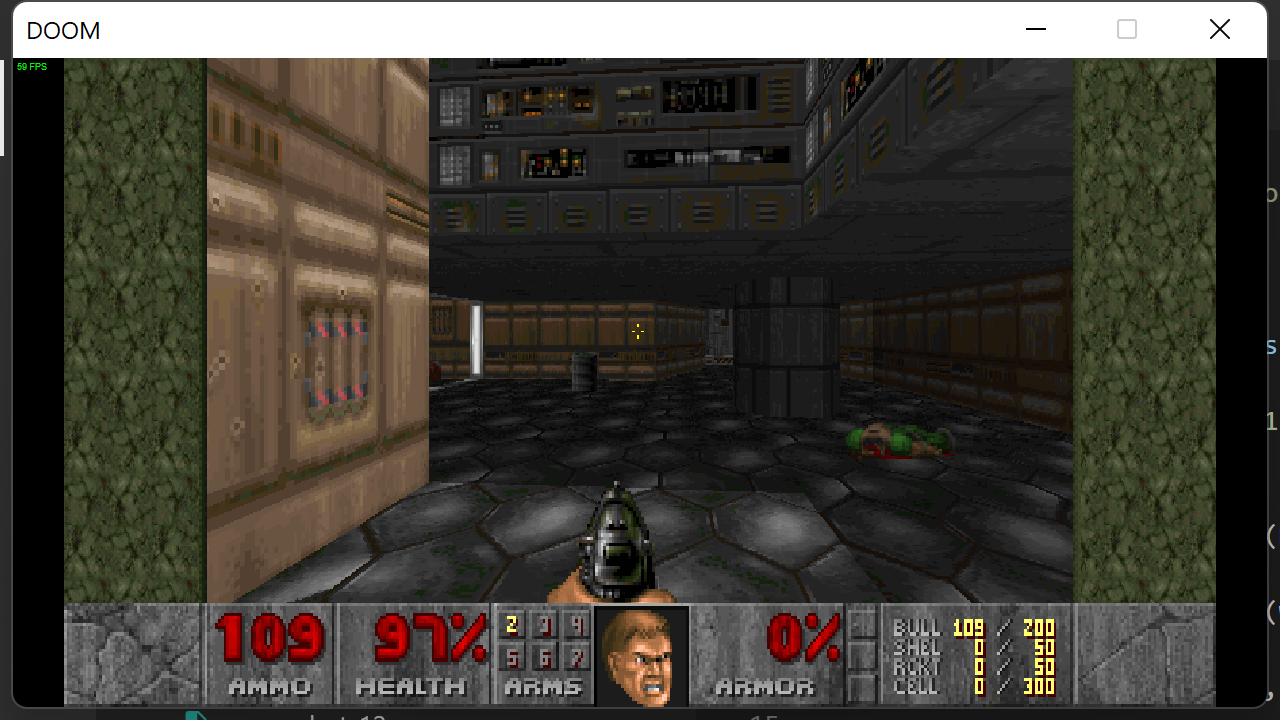 DOOM
59 FPS
109 97% 2 3 4 0% BULL 109 / 200
SHEL 0 / 50
5 6 7 RCKT 0 / 50
AMMO HEALTH ARMS ARMOR CELL 0 / 300